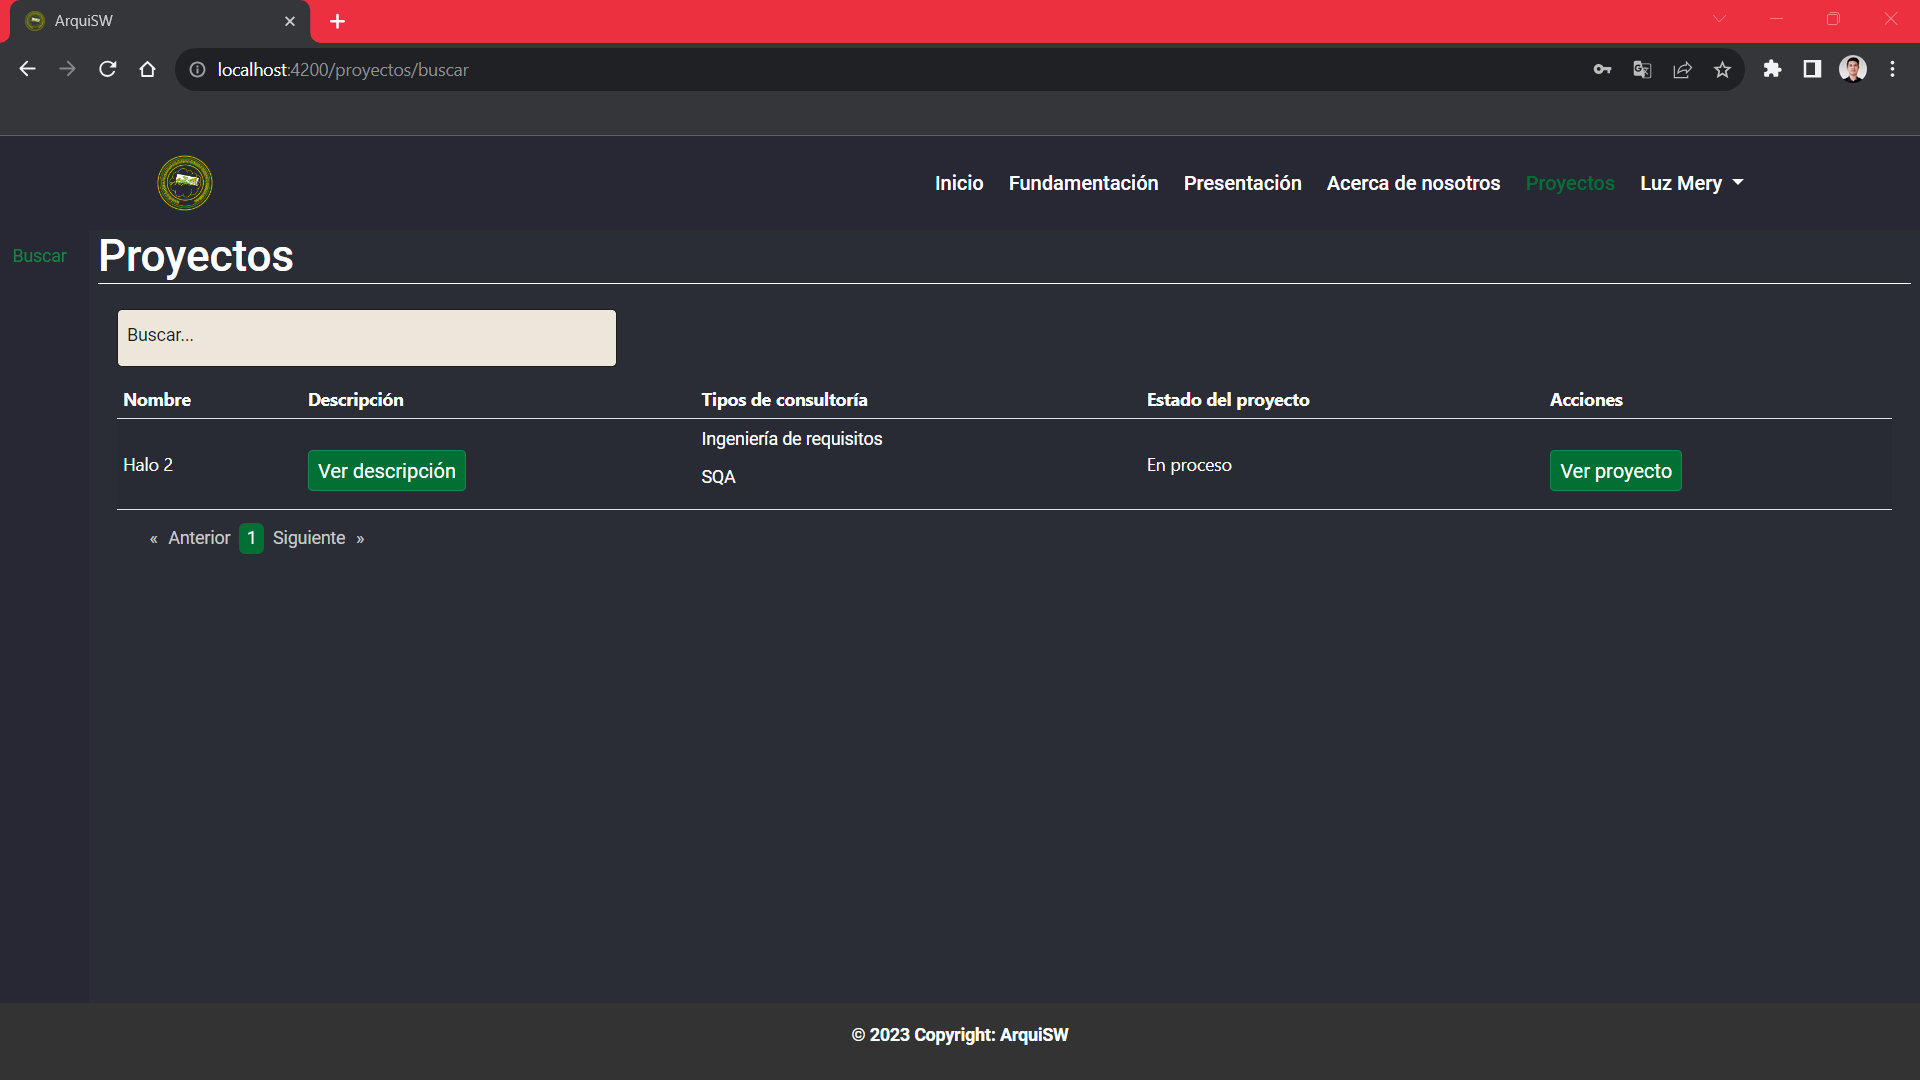 ArquiSW
localhost:4200/proyectos/buscar
Inicio Fundamentación Presentación Acerca de nosotros Proyectos Luz Mery
Buscar
Proyectos
Buscar...
Nombre Descripción Tipos de consultoría Estado del proyecto Acciones
Halo 2 Ver descripción Ingeniería de requisitos En proceso Ver proyecto
SQA
« Anterior 1 Siguiente »
© 2023 Copyright: ArquiSW